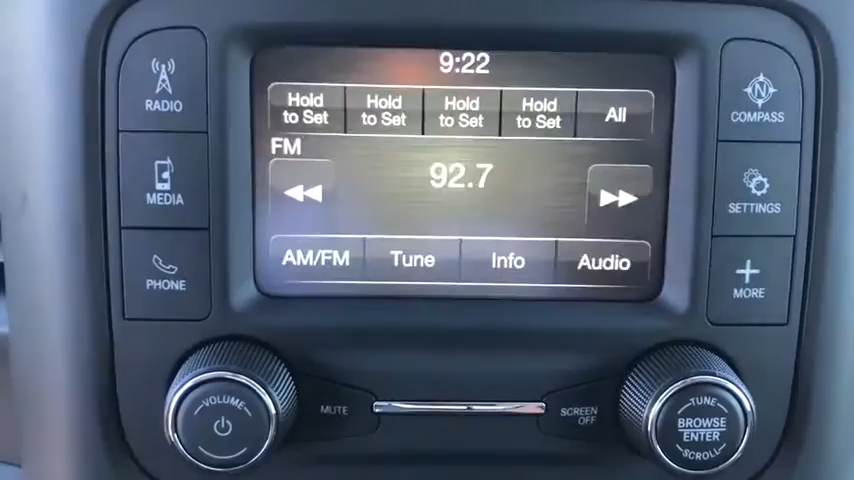 9:22
Hold to Set
Hold to Set
Hold to Set
Hold to Set
All
FM
92.7
AM/FM Tune Info Audio
RADIO
MEDIA
PHONE
N
COMPASS
SETTINGS
MORE
VOLUME
MUTE
SCREEN OFF
TUNE
BROWSE
ENTER
SCROLL